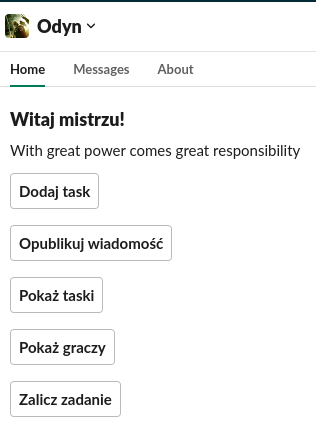 Odyn
Home Messages About
Witaj mistrzu!
With great power comes great responsibility
Dodaj task
Opublikuj wiadomość
Pokaż taski
Pokaż graczy
Zalicz zadanie